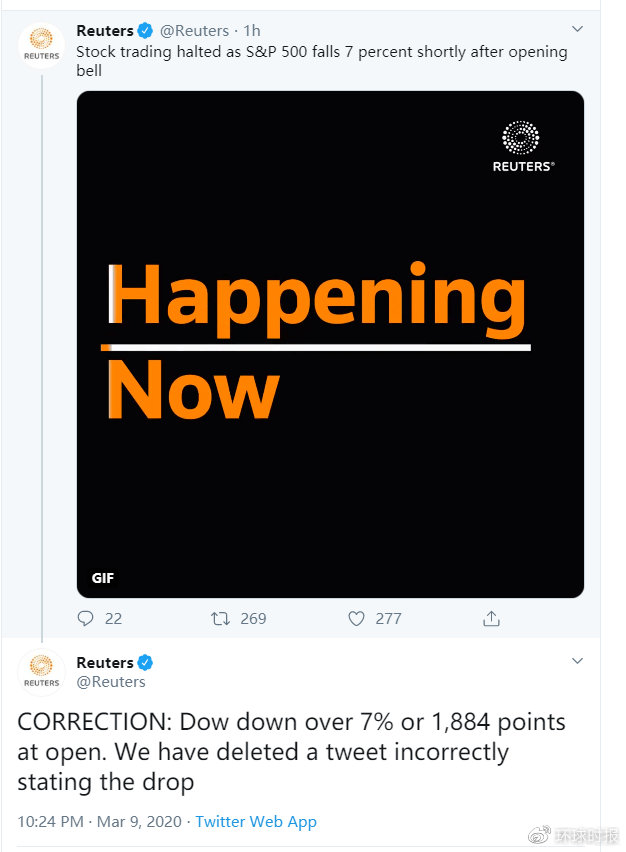 Reuters @Reuters · 1h
REUTERS
Stock trading halted as S&P 500 falls 7 percent shortly after opening
bell
REUTERS®
Happening
Now
GIF
22 269 277
Reuters
@Reuters
REUTERS
CORRECTION: Dow down over 7% or 1,884 points
at open. We have deleted a tweet incorrectly
stating the drop
10:24 PM · Mar 9, 2020 · Twitter Web App
环球时报